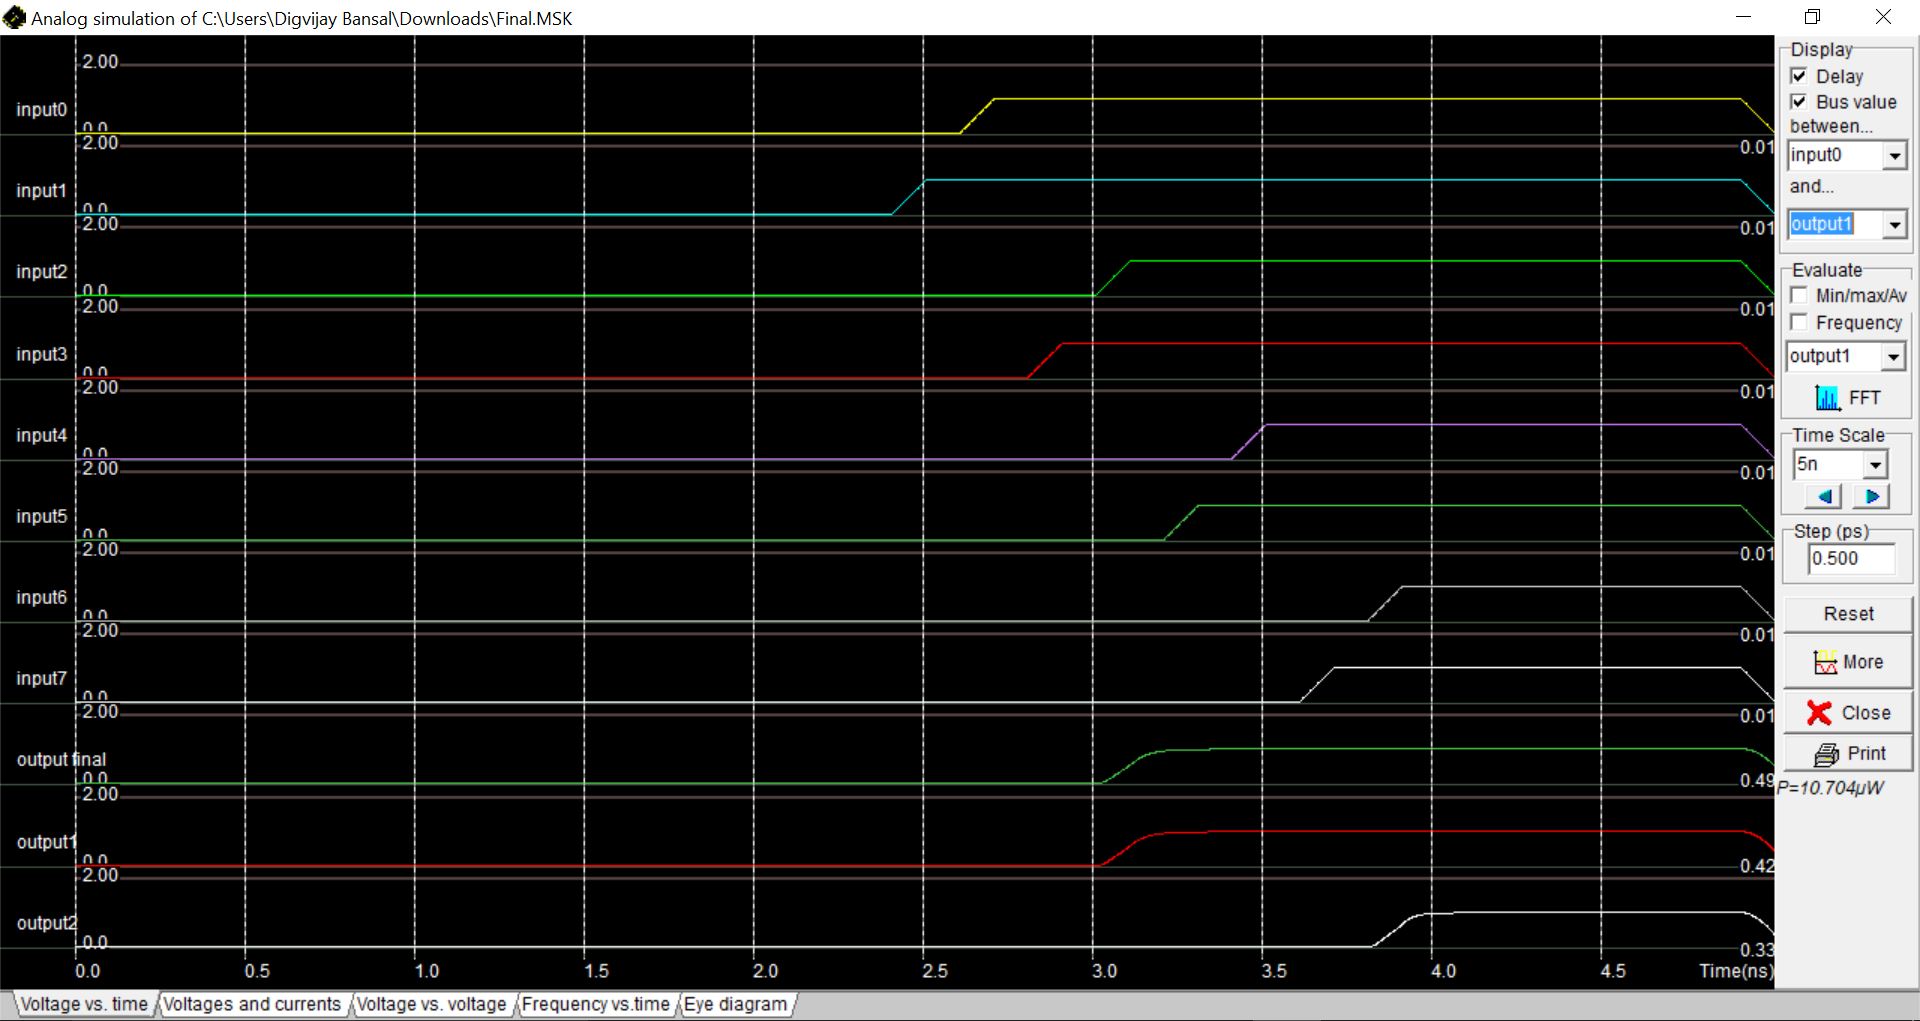 Analog simulation of C:\Users\Digvijay Bansal\Downloads\Final.MSK
2.00
input0
0.0
2.00
0.01
input1
0.0
2.00
0.01
input2
0.0
2.00
0.01
input3
0.0
2.00
0.01
input4
0.0
2.00
0.01
input5
0.0
2.00
0.01
input6
0.0
2.00
0.01
input7
0.0
2.00
0.01
output final
0.0
2.00
0.49
output1
0.0
2.00
0.42
output2
0.0
0.33
0.0 0.5 1.0 1.5 2.0 2.5 3.0 3.5 4.0 4.5 Time(ns)
Display
Delay
Bus value
between...
input0
and...
output1
Evaluate
Min/max/Av
Frequency
output1
FFT
Time Scale
5n
Step (ps)
0.500
Reset
More
Close
Print
P=10.704µW
Voltage vs. time Voltages and currents Voltage vs. voltage Frequency vs.time Eye diagram